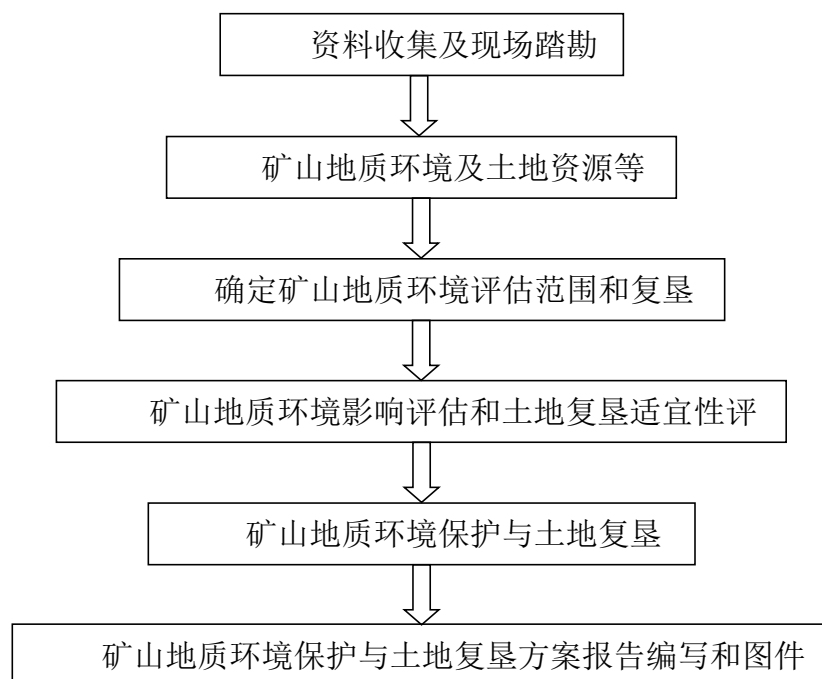 资料收集及现场踏勘
矿山地质环境及土地资源等
确定矿山地质环境评估范围和复垦
矿山地质环境影响评估和土地复垦适宜性评
矿山地质环境保护与土地复垦
矿山地质环境保护与土地复垦方案报告编写和图件